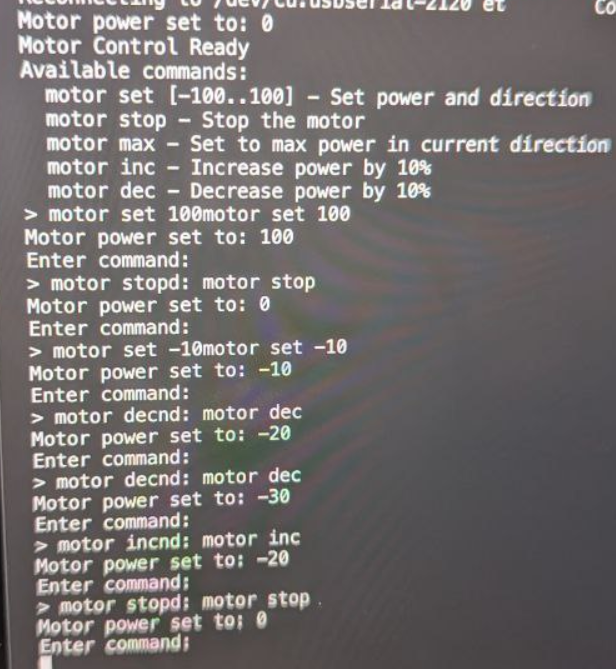 Reconnecting to /dev/cu.usbserial-2120 et Co
Motor power set to: 0
Motor Control Ready
Available commands:
motor set [-100..100] - Set power and direction
motor stop - Stop the motor
motor max - Set to max power in current direction
motor inc - Increase power by 10%
motor dec - Decrease power by 10%
> motor set 100motor set 100
Motor power set to: 100
Enter command:
> motor stopd: motor stop
Motor power set to: 0
Enter command:
> motor set -10motor set -10
Motor power set to: -10
Enter command:
> motor decnd: motor dec
Motor power set to: -20
Enter command:
> motor decnd: motor dec
Motor power set to: -30
Enter command:
> motor incnd: motor inc
Motor power set to: -20
Enter command:
> motor stopd: motor stop
Motor power set to: 0
Enter command: